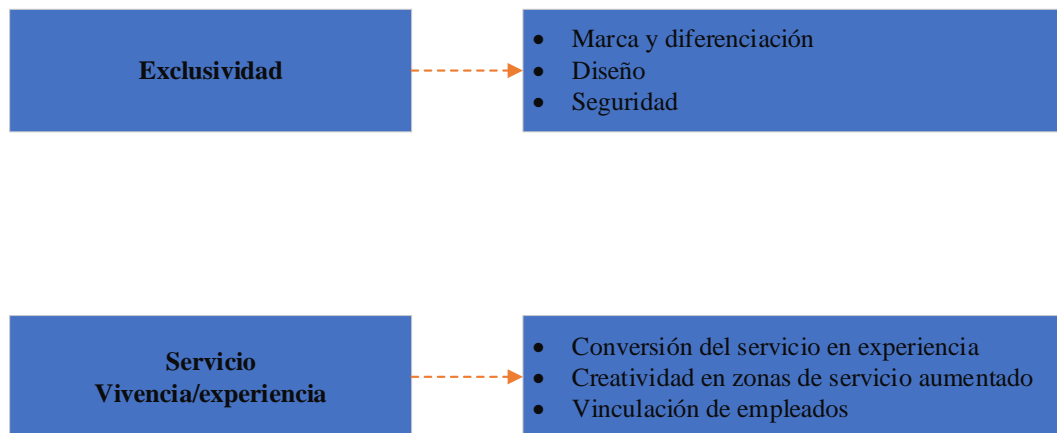 Exclusividad
• Marca y diferenciación
• Diseño
• Seguridad
Servicio
Vivencia/experiencia
• Conversión del servicio en experiencia
• Creatividad en zonas de servicio aumentado
• Vinculación de empleados